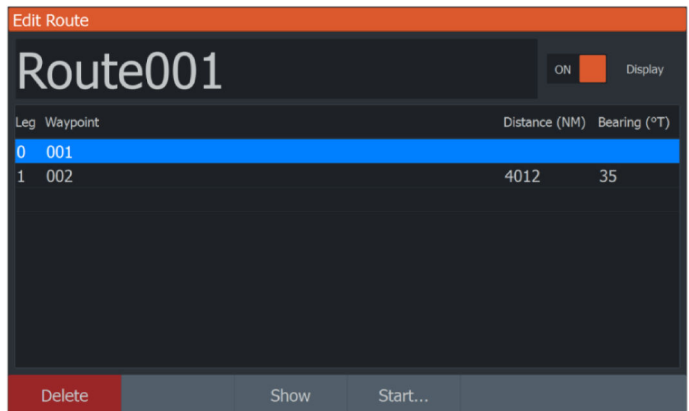 Edit Route
Route001 ON Display
Leg Waypoint Distance (NM) Bearing (°T)
0 001
1 002 4012 35
Delete Show Start...